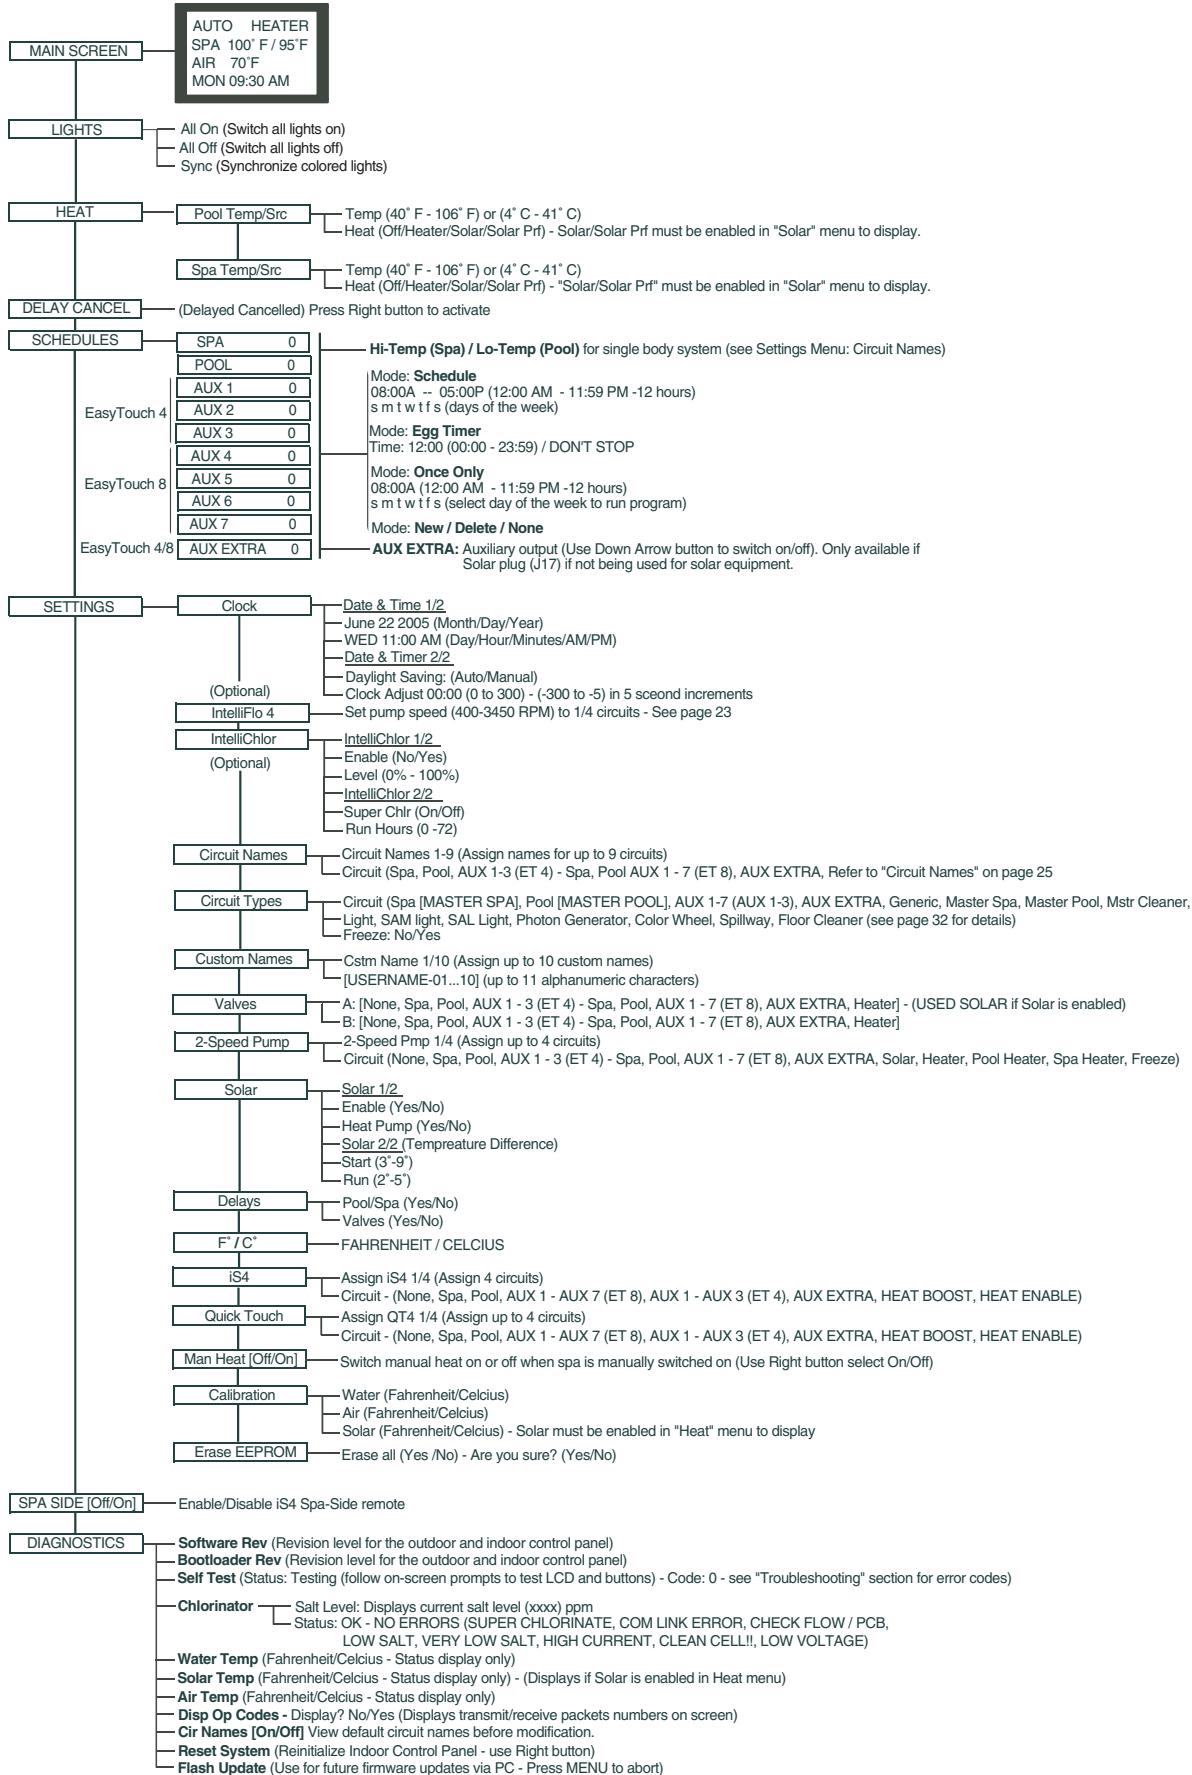 MAIN SCREEN
AUTO HEATER
SPA 100° F / 95°F
AIR 70°F
MON 09:30 AM
LIGHTS
All On (Switch all lights on)
All Off (Switch all lights off)
Sync (Synchronize colored lights)
HEAT
Pool Temp/Src
Temp (40° F - 106° F) or (4° C - 41° C)
Heat (Off/Heater/Solar/Solar Prf) - Solar/Solar Prf must be enabled in "Solar" menu to display.
Spa Temp/Src
Temp (40° F - 106° F) or (4° C - 41° C)
Heat (Off/Heater/Solar/Solar Prf) - "Solar/Solar Prf" must be enabled in "Solar" menu to display.
DELAY CANCEL
(Delayed Cancelled) Press Right button to activate
SCHEDULES
SPA 0
POOL 0
AUX 1 0
AUX 2 0
AUX 3 0
AUX 4 0
AUX 5 0
AUX 6 0
AUX 7 0
AUX EXTRA 0
EasyTouch 4
EasyTouch 8
EasyTouch 4/8
Hi-Temp (Spa) / Lo-Temp (Pool) for single body system (see Settings Menu: Circuit Names)
Mode: Schedule
08:00A -- 05:00P (12:00 AM - 11:59 PM -12 hours)
s m t w t f s (days of the week)
Mode: Egg Timer
Time: 12:00 (00:00 - 23:59) / DON'T STOP
Mode: Once Only
08:00A (12:00 AM - 11:59 PM -12 hours)
s m t w t f s (select day of the week to run program)
Mode: New / Delete / None
AUX EXTRA: Auxiliary output (Use Down Arrow button to switch on/off). Only available if
Solar plug (J17) if not being used for solar equipment.
SETTINGS
Clock
Date & Time 1/2
June 22 2005 (Month/Day/Year)
WED 11:00 AM (Day/Hour/Minutes/AM/PM)
Date & Timer 2/2
Daylight Saving: (Auto/Manual)
Clock Adjust 00:00 (0 to 300) - (-300 to -5) in 5 sceond increments
(Optional)
IntelliFlo 4
Set pump speed (400-3450 RPM) to 1/4 circuits - See page 23
IntelliChlor
(Optional)
IntelliChlor 1/2
Enable (No/Yes)
Level (0% - 100%)
IntelliChlor 2/2
Super Chlr (On/Off)
Run Hours (0 -72)
Circuit Names
Circuit Names 1-9 (Assign names for up to 9 circuits)
Circuit (Spa, Pool, AUX 1-3 (ET 4) - Spa, Pool AUX 1 - 7 (ET 8), AUX EXTRA, Refer to "Circuit Names" on page 25
Circuit Types
Circuit (Spa [MASTER SPA], Pool [MASTER POOL], AUX 1-7 (AUX 1-3), AUX EXTRA, Generic, Master Spa, Master Pool, Mstr Cleaner,
Light, SAM light, SAL Light, Photon Generator, Color Wheel, Spillway, Floor Cleaner (see page 32 for details)
Freeze: No/Yes
Custom Names
Cstm Name 1/10 (Assign up to 10 custom names)
[USERNAME-01...10] (up to 11 alphanumeric characters)
Valves
A: [None, Spa, Pool, AUX 1 - 3 (ET 4) - Spa, Pool, AUX 1 - 7 (ET 8), AUX EXTRA, Heater] - (USED SOLAR if Solar is enabled)
B: [None, Spa, Pool, AUX 1 - 3 (ET 4) - Spa, Pool, AUX 1 - 7 (ET 8), AUX EXTRA, Heater]
2-Speed Pump
2-Speed Pmp 1/4 (Assign up to 4 circuits)
Circuit (None, Spa, Pool, AUX 1 - 3 (ET 4) - Spa, Pool, AUX 1 - 7 (ET 8), AUX EXTRA, Solar, Heater, Pool Heater, Spa Heater, Freeze)
Solar
Solar 1/2
Enable (Yes/No)
Heat Pump (Yes/No)
Solar 2/2 (Tempreature Difference)
Start (3°-9°)
Run (2°-5°)
Delays
Pool/Spa (Yes/No)
Valves (Yes/No)
F° / C°
FAHRENHEIT / CELCIUS
iS4
Assign iS4 1/4 (Assign 4 circuits)
Circuit - (None, Spa, Pool, AUX 1 - AUX 7 (ET 8), AUX 1 - AUX 3 (ET 4), AUX EXTRA, HEAT BOOST, HEAT ENABLE)
Quick Touch
Assign QT4 1/4 (Assign up to 4 circuits)
Circuit - (None, Spa, Pool, AUX 1 - AUX 7 (ET 8), AUX 1 - AUX 3 (ET 4), AUX EXTRA, HEAT BOOST, HEAT ENABLE)
Man Heat [Off/On]
Switch manual heat on or off when spa is manually switched on (Use Right button select On/Off)
Calibration
Water (Fahrenheit/Celcius)
Air (Fahrenheit/Celcius)
Solar (Fahrenheit/Celcius) - Solar must be enabled in "Heat" menu to display
Erase EEPROM
Erase all (Yes /No) - Are you sure? (Yes/No)
SPA SIDE [Off/On]
Enable/Disable iS4 Spa-Side remote
DIAGNOSTICS
Software Rev (Revision level for the outdoor and indoor control panel)
Bootloader Rev (Revision level for the outdoor and indoor control panel)
Self Test (Status: Testing (follow on-screen prompts to test LCD and buttons) - Code: 0 - see "Troubleshooting" section for error codes)
Chlorinator
Salt Level: Displays current salt level (xxxx) ppm
Status: OK - NO ERRORS (SUPER CHLORINATE, COM LINK ERROR, CHECK FLOW / PCB,
LOW SALT, VERY LOW SALT, HIGH CURRENT, CLEAN CELL!!, LOW VOLTAGE)
Water Temp (Fahrenheit/Celcius - Status display only)
Solar Temp (Fahrenheit/Celcius - Status display only) - (Displays if Solar is enabled in Heat menu)
Air Temp (Fahrenheit/Celcius - Status display only)
Disp Op Codes - Display? No/Yes (Displays transmit/receive packets numbers on screen)
Cir Names [On/Off] View default circuit names before modification.
Reset System (Reinitialize Indoor Control Panel - use Right button)
Flash Update (Use for future firmware updates via PC - Press MENU to abort)